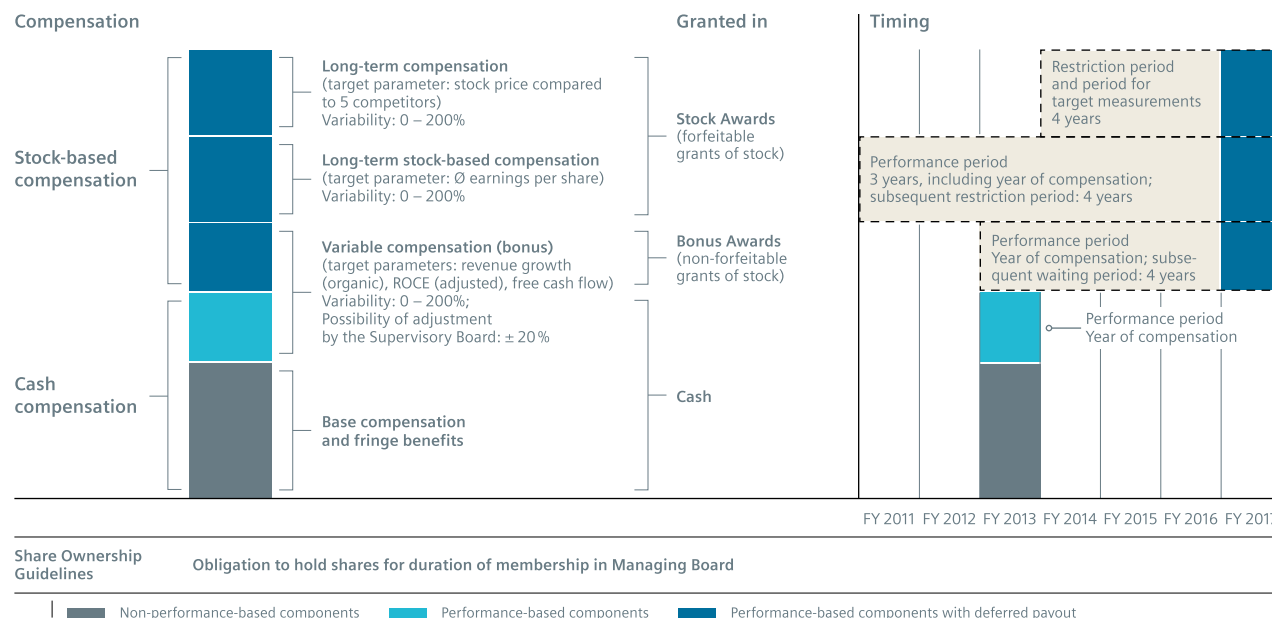 Compensation
Granted in
Timing
Stock-based
compensation
Cash
compensation
Long-term compensation
(target parameter: stock price compared
to 5 competitors)
Variability: 0 – 200%
Long-term stock-based compensation
(target parameter: Ø earnings per share)
Variability: 0 – 200%
Variable compensation (bonus)
(target parameters: revenue growth
(organic), ROCE (adjusted), free cash flow)
Variability: 0 – 200%;
Possibility of adjustment
by the Supervisory Board: ± 20%
Base compensation
and fringe benefits
Stock Awards
(forfeitable
grants of stock)
Bonus Awards
(non-forfeitable
grants of stock)
Cash
Restriction period
and period for
target measurements
4 years
Performance period
3 years, including year of compensation;
subsequent restriction period: 4 years
Performance period
Year of compensation; subse-
quent waiting period: 4 years
Performance period
Year of compensation
FY 2011 FY 2012 FY 2013 FY 2014 FY 2015 FY 2016 FY 2017
Share Ownership
Guidelines
Obligation to hold shares for duration of membership in Managing Board
Non-performance-based components
Performance-based components
Performance-based components with deferred payout